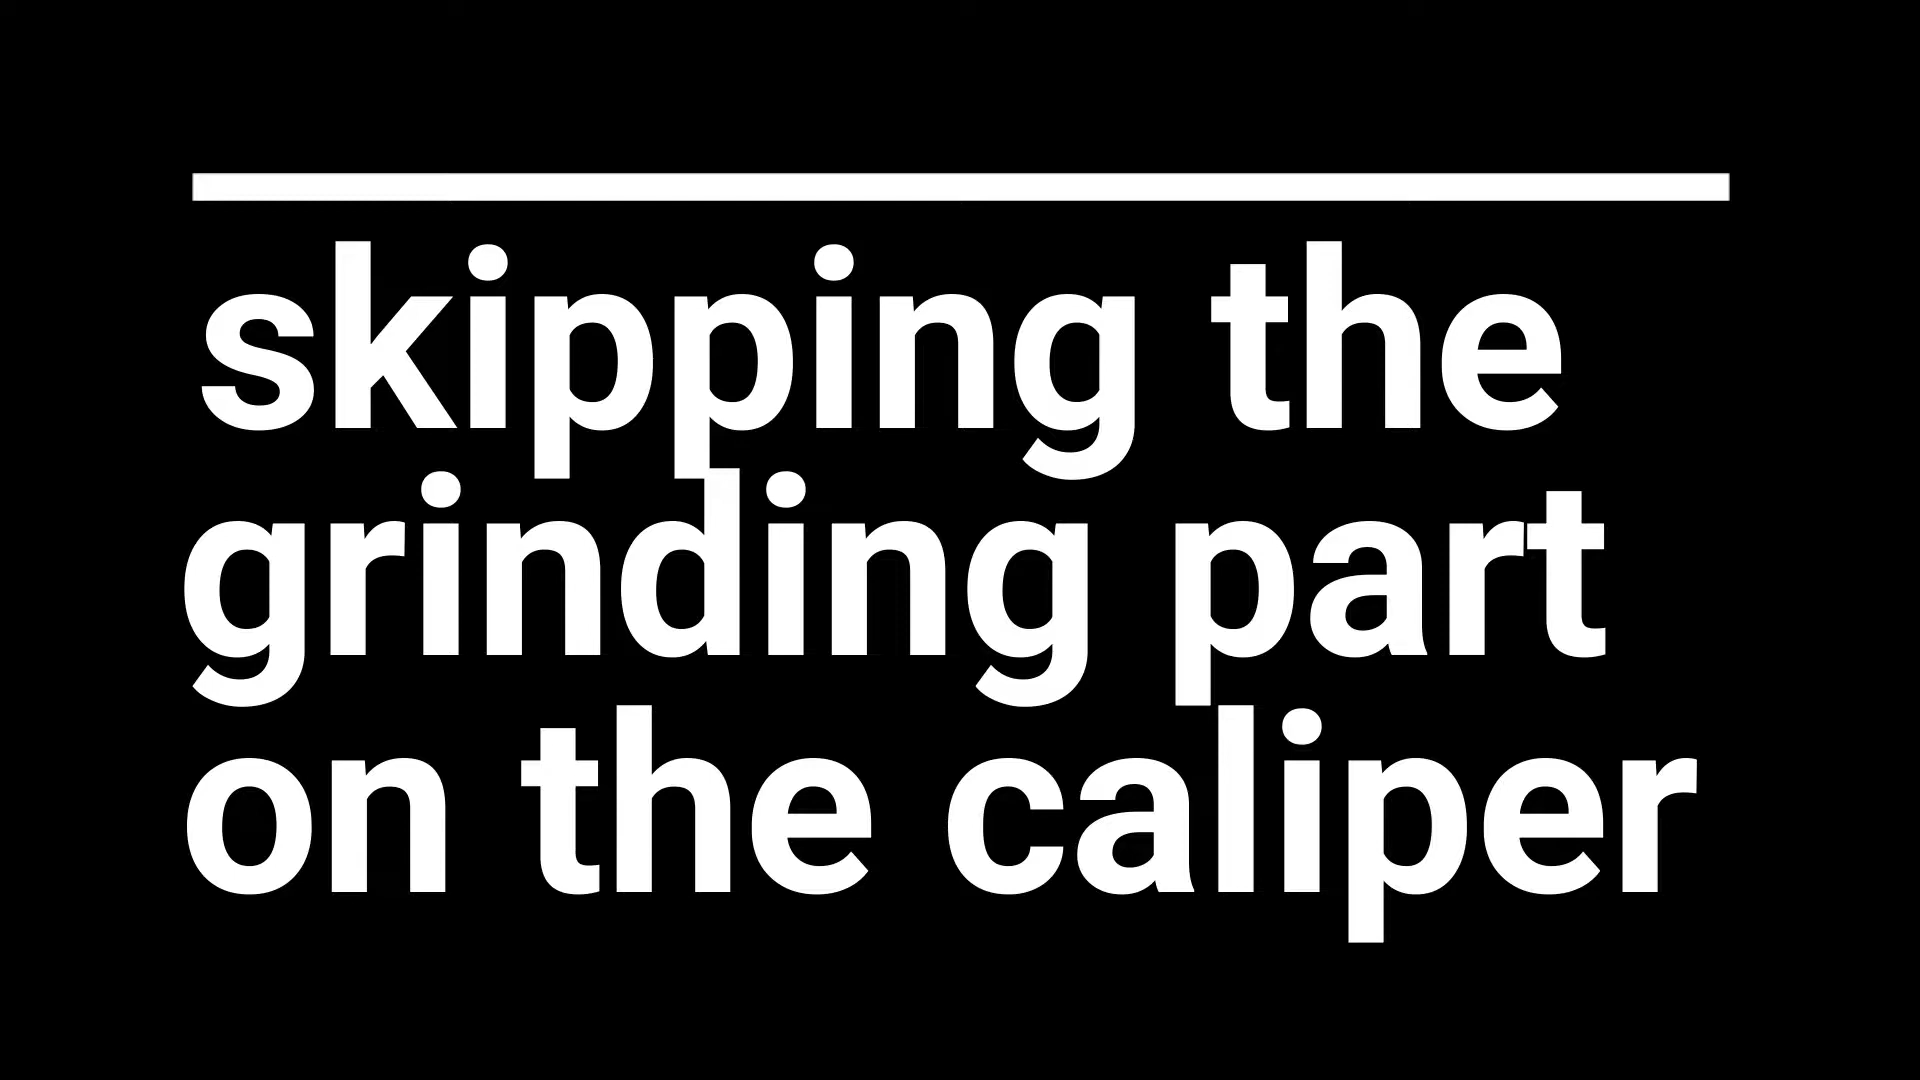 skipping the
grinding part
on the caliper